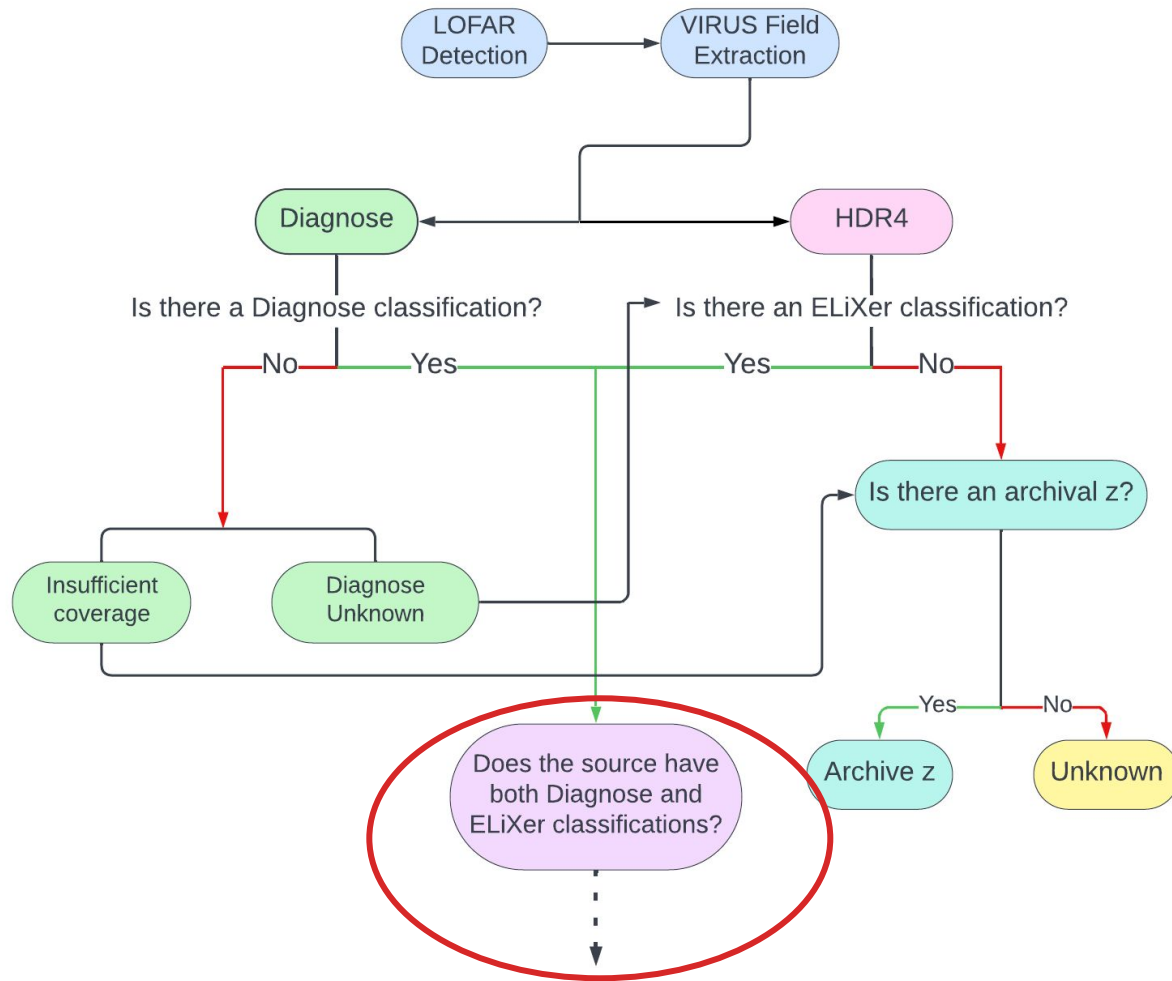 LOFAR
Detection
VIRUS Field
Extraction
Diagnose
HDR4
Is there a Diagnose classification?
Is there an ELiXer classification?
No
Yes
Yes
No
Is there an archival z?
Insufficient
coverage
Diagnose
Unknown
Yes
No
Does the source have
both Diagnose and
ELiXer classifications?
Archive z
Unknown